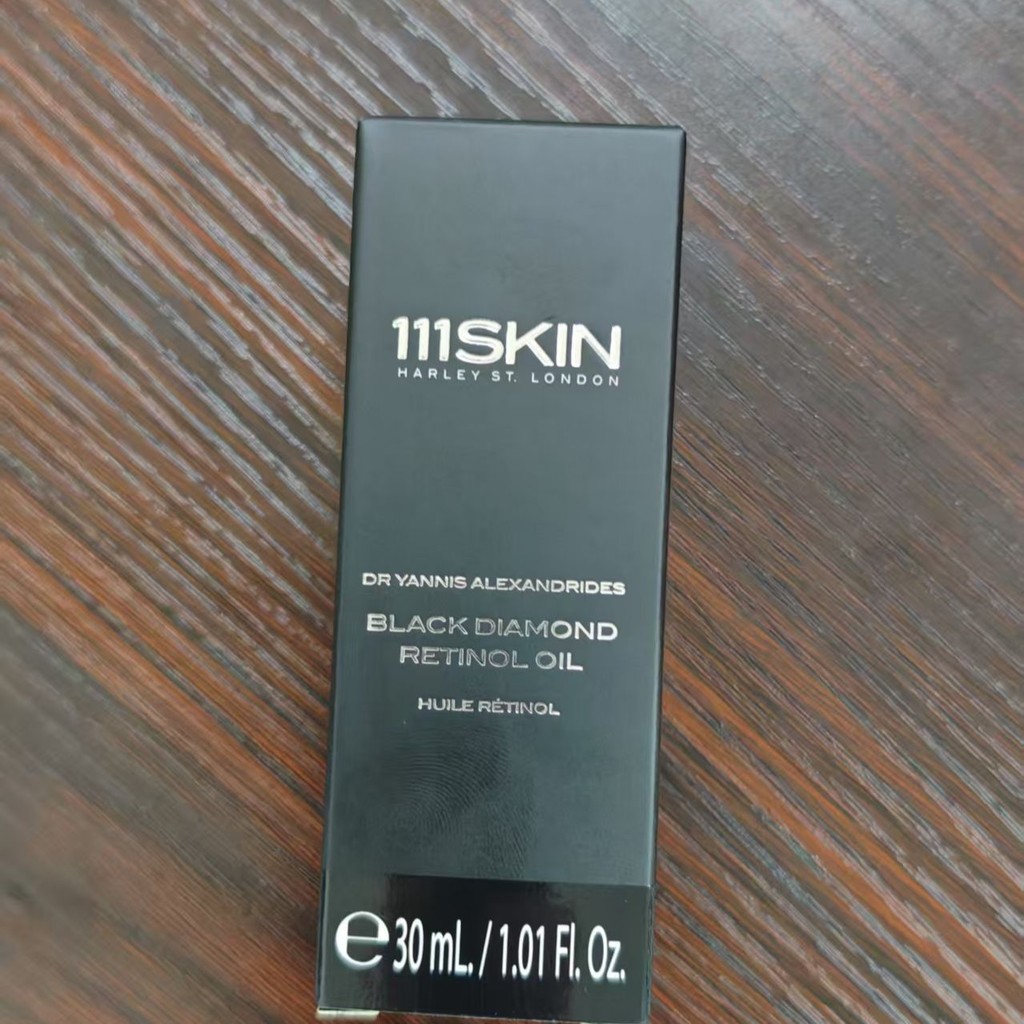 111SKIN
HARLEY ST. LONDON
DR YANNIS ALEXANDRIDES
BLACK DIAMOND
RETINOL OIL
HUILE RÉTINOL
℮ 30 mL. / 1.01 Fl. Oz.